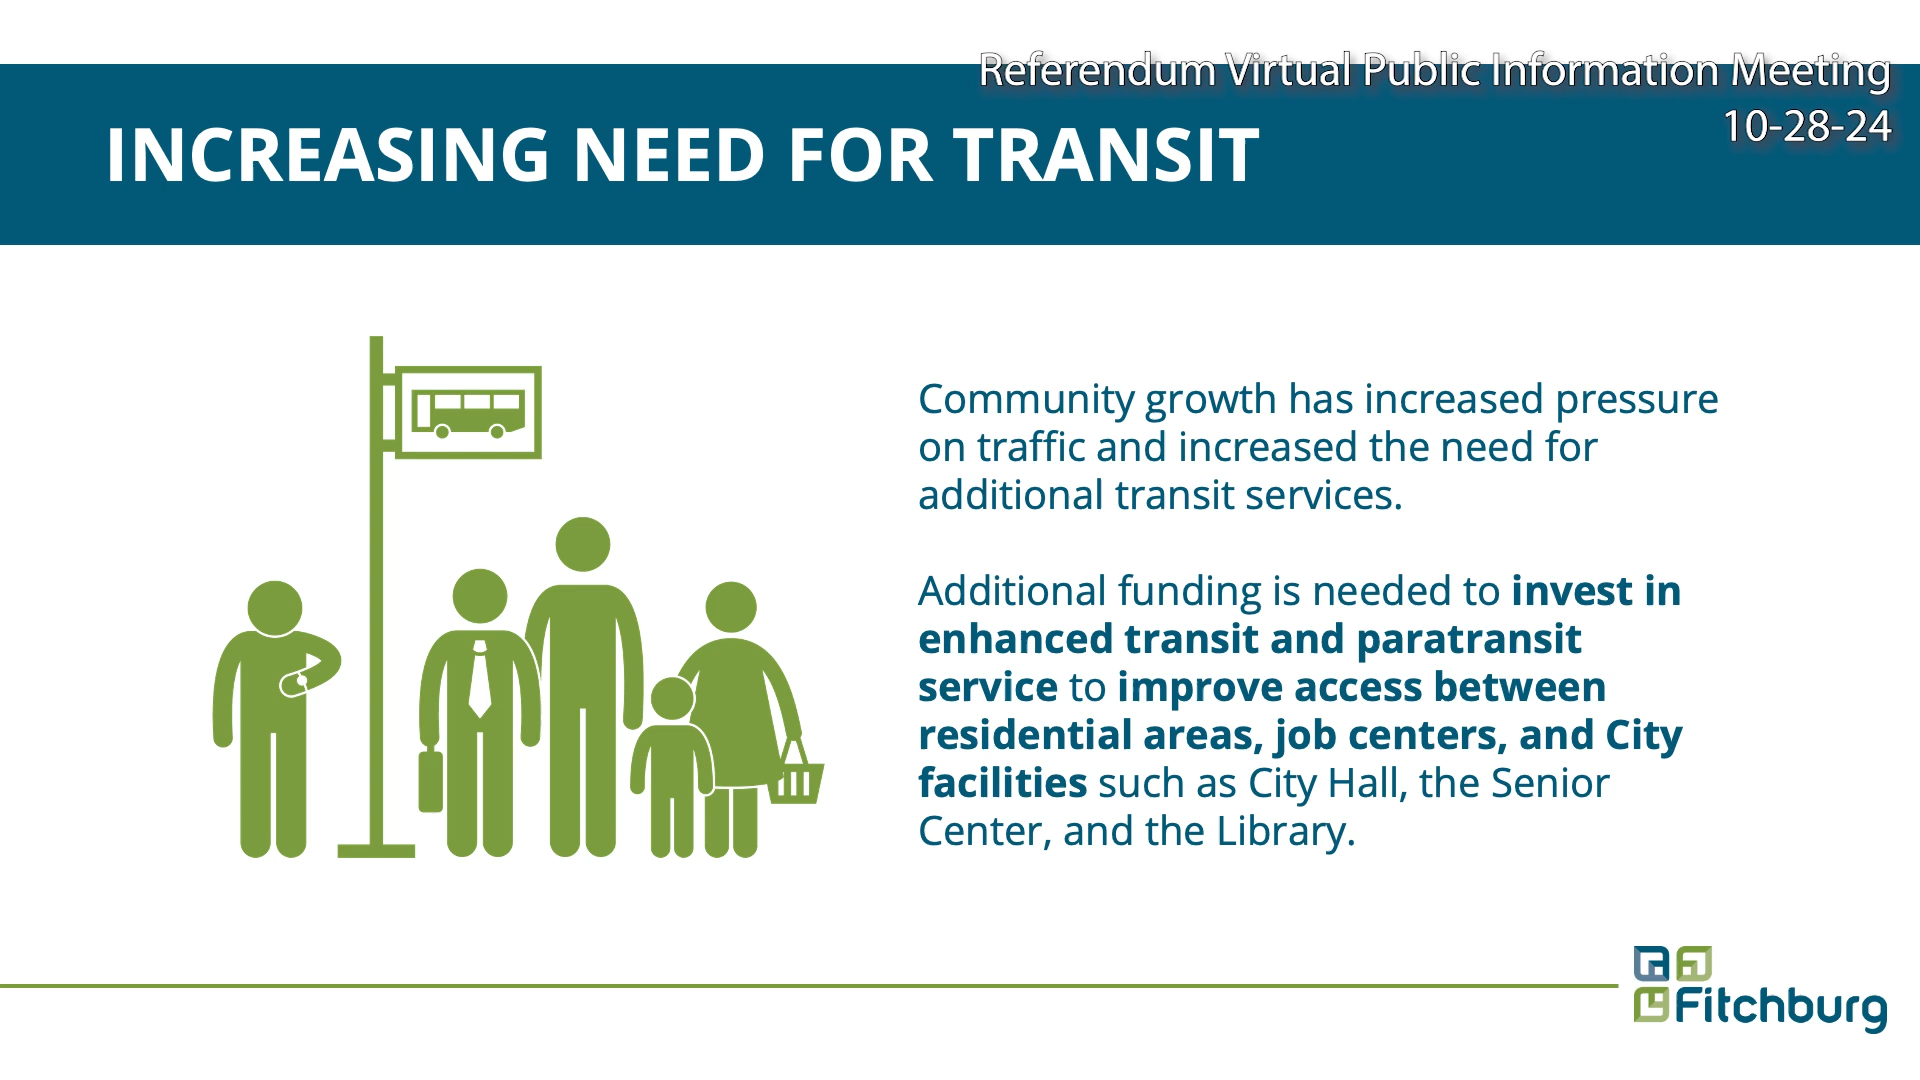 Referendum Virtual Public Information Meeting
10-28-24
INCREASING NEED FOR TRANSIT
Community growth has increased pressure
on traffic and increased the need for
additional transit services.
Additional funding is needed to invest in
enhanced transit and paratransit
service to improve access between
residential areas, job centers, and City
facilities such as City Hall, the Senior
Center, and the Library.
Fitchburg